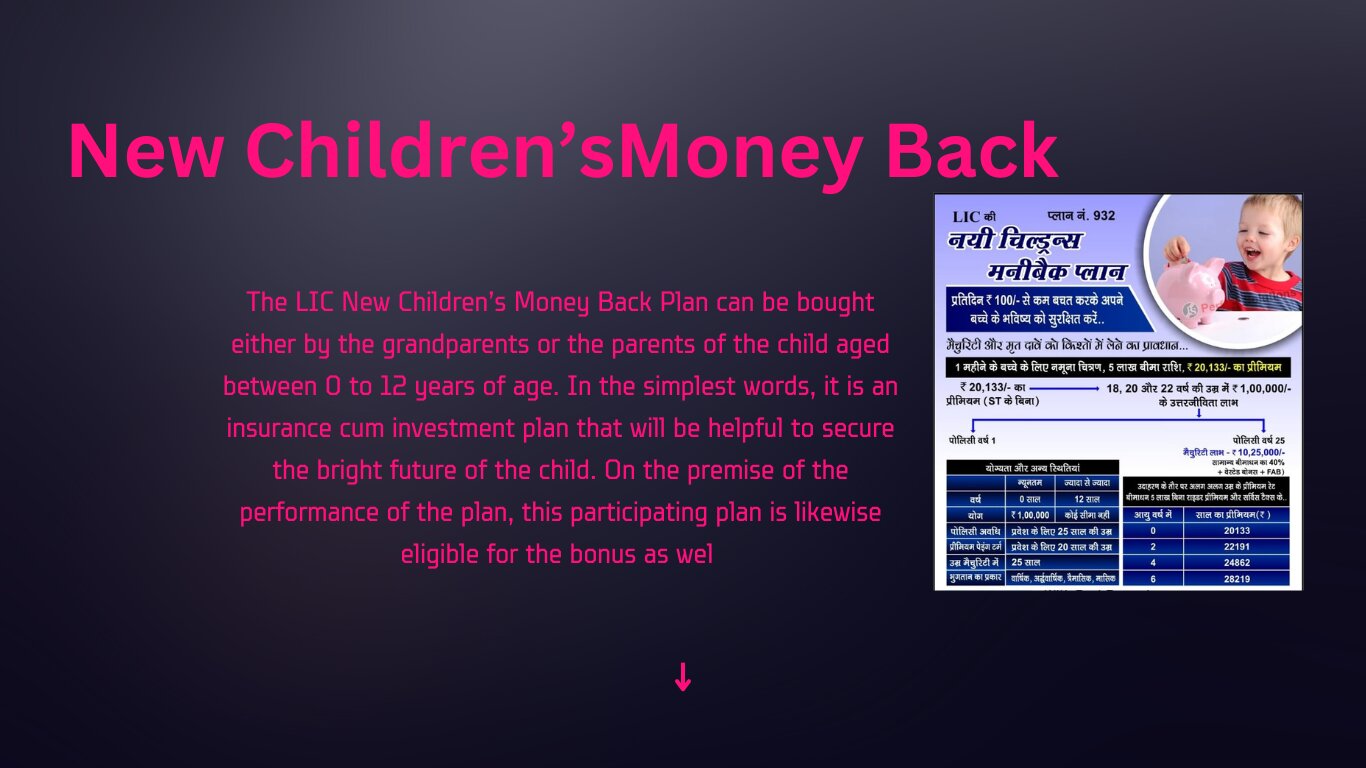 New Children’sMoney Back
The LIC New Children's Money Back Plan can be bought
either by the grandparents or the parents of the child aged
between 0 to 12 years of age. In the simplest words, it is an
insurance cum investment plan that will be helpful to secure
the bright future of the child. On the premise of the
performance of the plan, this participating plan is likewise
eligible for the bonus as wel
LIC की प्लान नं. 932
नयी चिल्ड्रन्स
मनीबैक प्लान
प्रतिदिन ₹ 100/- से कम बचत करके अपने
बच्चे के भविष्य को सुरक्षित करें..
मैचुरिटी और मृत दावें को किश्तों में लेने का प्रावधान...
1 महीने के बच्चे के लिए नमूना चित्रण, 5 लाख बीमा राशि, ₹ 20,133/- का प्रीमियम
₹ 20,133/- का
प्रीमियम (ST के बिना)
18, 20 और 22 वर्ष की उम्र में ₹ 1,00,000/-
के उत्तरजीविता लाभ
पोलिसी वर्ष 1
पोलिसी वर्ष 25
मैचुरिटी लाभ - ₹ 10,25,000/-
सामान्य बीमाधन का 40%
+ वेस्टेड बोनस + FAB)
योग्यता और अन्य स्थितियां
न्यूनतम ज्यादा से ज्यादा
वर्ष 0 साल 12 साल
योग ₹ 1,00,000 कोई सीमा नही
पोलिसी अवधि प्रवेश के लिए 25 साल की उम्र
प्रीमियम पेइंग टर्म प्रवेश के लिए 20 साल की उम्र
उम्र मैचुरिटी में 25 साल
भुगतान का प्रकार वार्षिक, अर्द्धवार्षिक, त्रैमासिक, मासिक
उदाहरण के तौर पर अलग अलग उम्र के प्रीमियम रेट
बीमाधन 5 लाख बिना राइडर प्रीमियम और सर्विस टैक्स के..
आयु वर्ष में साल का प्रीमियम(₹ )
0 20133
2 22191
4 24862
6 28219